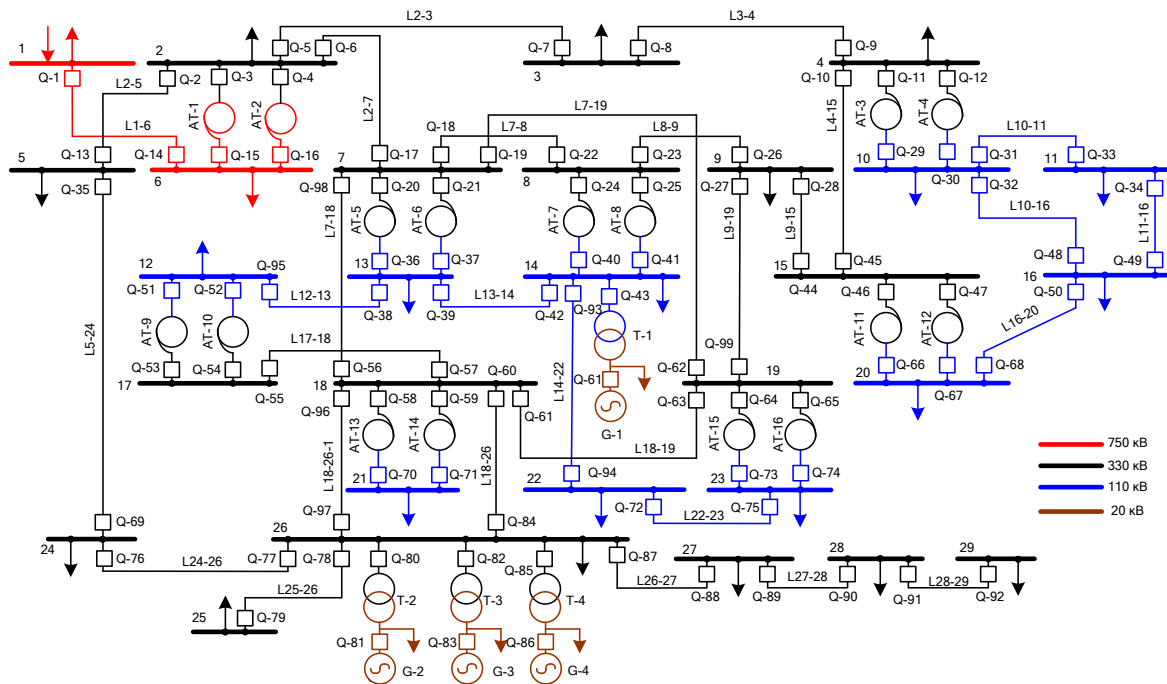 L2-3
L3-4
1
2
Q-5
Q-6
Q-7
Q-8
Q-9
3
4
Q-1
L2-5
Q-2
Q-3
Q-4
Q-10
Q-11
Q-12
AT-1
AT-2
L2-7
L7-19
L4-15
AT-3
AT-4
L1-6
Q-18
L7-8
L8-9
L10-11
5
Q-13
Q-14
Q-15
Q-16
Q-17
Q-19
Q-22
Q-23
Q-26
Q-29
Q-31
Q-33
6
7
8
9
10
11
Q-35
Q-98
Q-20
Q-21
Q-24
Q-25
Q-27
Q-28
Q-30
Q-32
Q-34
L7-18
AT-5
AT-6
AT-7
AT-8
L9-19
L9-15
L10-16
L11-16
12
Q-95
13
Q-36
Q-37
14
Q-40
Q-41
15
Q-45
Q-48
Q-49
16
Q-51
Q-52
Q-93
Q-43
Q-44
Q-46
Q-47
Q-50
L12-13
Q-38
L13-14
Q-39
Q-42
AT-9
AT-10
T-1
AT-11
AT-12
L16-20
L5-24
L17-18
L14-22
Q-99
Q-53
Q-54
Q-56
Q-57
Q-60
Q-61
Q-62
Q-66
Q-68
17
Q-55
18
19
20
Q-67
Q-96
Q-58
Q-59
Q-61
Q-63
Q-64
Q-65
G-1
AT-13
AT-14
L18-19
AT-15
AT-16
750 кВ
330 кВ
110 кВ
20 кВ
L18-26-1
L18-26
21
Q-70
Q-71
22
Q-94
23
Q-73
Q-74
Q-72
Q-75
L22-23
Q-69
Q-97
Q-84
24
26
27
28
29
Q-76
Q-77
Q-78
Q-80
Q-82
Q-85
Q-87
L24-26
L27-28
L25-26
L26-27
L28-29
Q-88
Q-89
Q-90
Q-91
Q-92
T-2
T-3
T-4
25
Q-79
Q-81
Q-83
Q-86
G-2
G-3
G-4